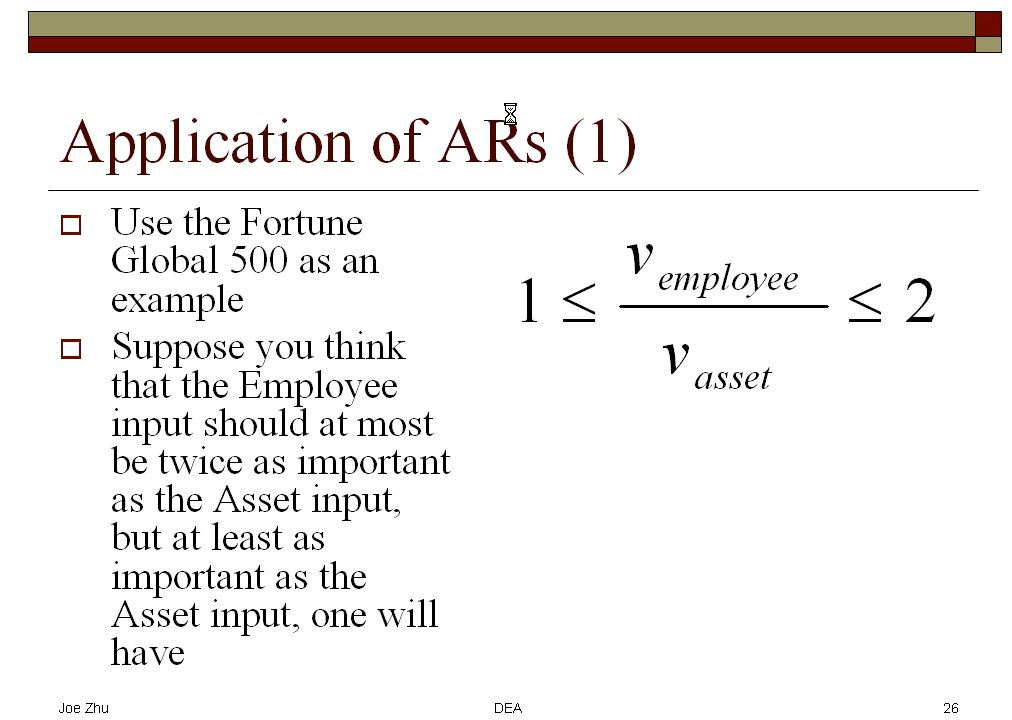 Application of ARs (1)
Use the Fortune
Global 500 as an
example
Suppose you think
that the Employee
input should at most
be twice as important
as the Asset input,
but at least as
important as the
Asset input, one will
have
1 ≤ v_employee / v_asset ≤ 2
Joe Zhu
DEA
26